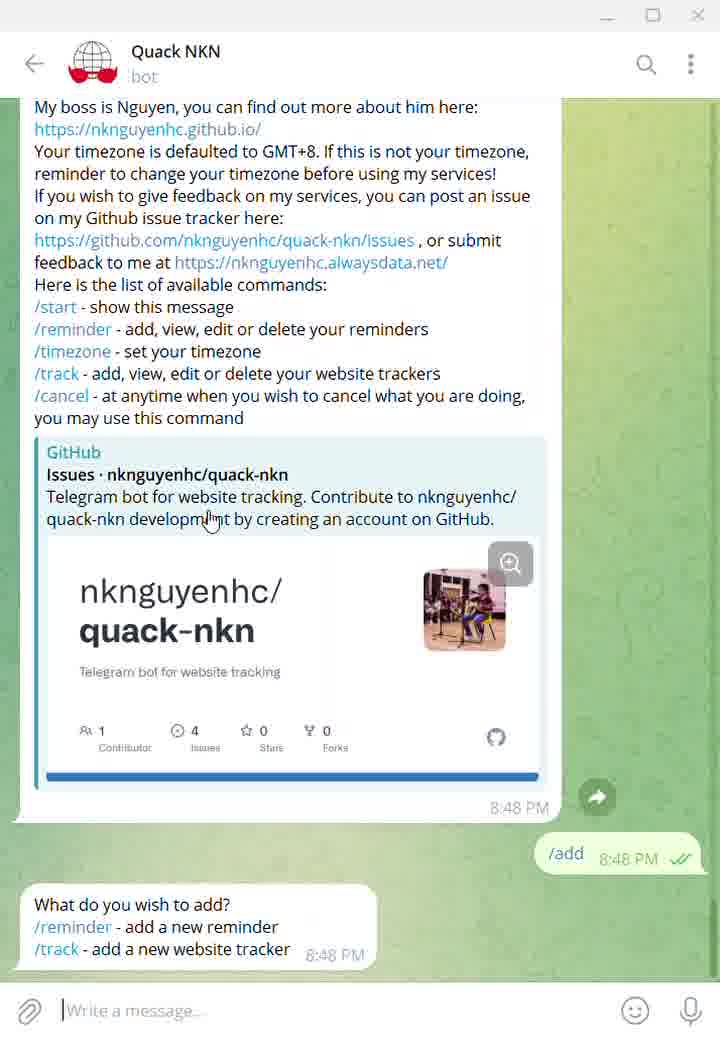 Quack NKN
bot
My boss is Nguyen, you can find out more about him here:
https://nknguyenhc.github.io/
Your timezone is defaulted to GMT+8. If this is not your timezone,
reminder to change your timezone before using my services!
If you wish to give feedback on my services, you can post an issue
on my Github issue tracker here:
https://github.com/nknguyenhc/quack-nkn/issues , or submit
feedback to me at https://nknguyenhc.alwaysdata.net/
Here is the list of available commands:
/start - show this message
/reminder - add, view, edit or delete your reminders
/timezone - set your timezone
/track - add, view, edit or delete your website trackers
/cancel - at anytime when you wish to cancel what you are doing,
you may use this command
GitHub
Issues · nknguyenhc/quack-nkn
Telegram bot for website tracking. Contribute to nknguyenhc/
quack-nkn development by creating an account on GitHub.
nknguyenhc/
quack-nkn
Telegram bot for website tracking
1 4 0 0
Contributor Issues Stars Forks
8:48 PM
/add 8:48 PM
What do you wish to add?
/reminder - add a new reminder
/track - add a new website tracker 8:48 PM
Write a message...